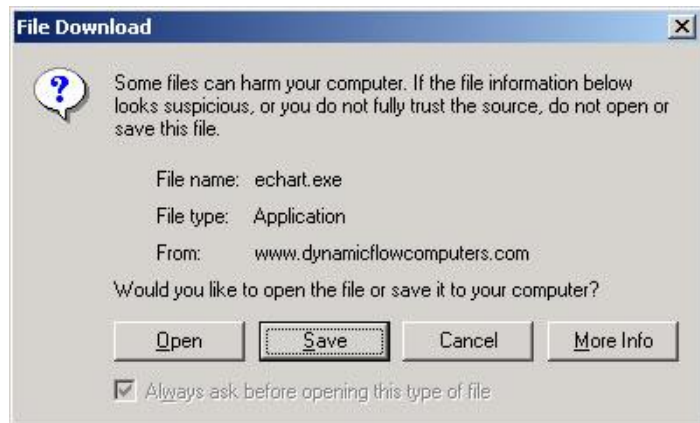 File Download
Some files can harm your computer. If the file information below
looks suspicious, or you do not fully trust the source, do not open or
save this file.
File name: echart.exe
File type: Application
From: www.dynamicflowcomputers.com
Would you like to open the file or save it to your computer?
Open Save Cancel More Info
Always ask before opening this type of file